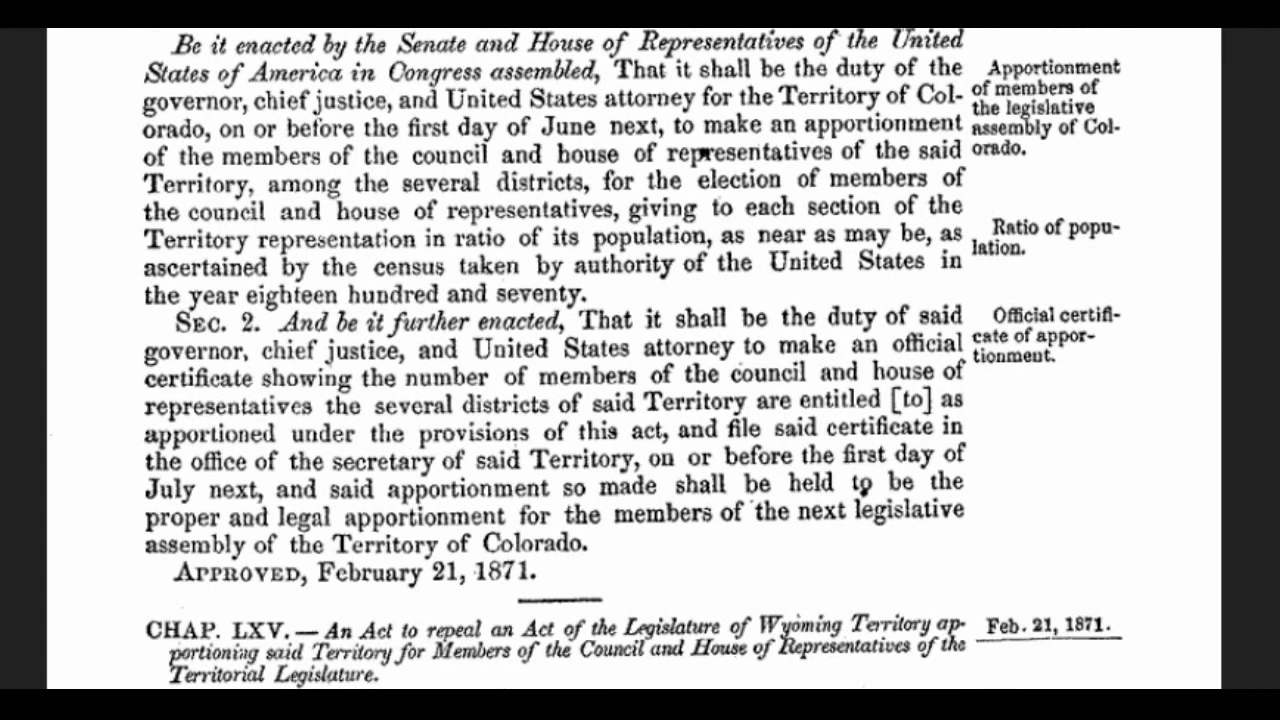 Be it enacted by the Senate and House of Representatives of the United
States of America in Congress assembled, That it shall be the duty of the
governor, chief justice, and United States attorney for the Territory of Col-
orado, on or before the first day of June next, to make an apportionment
of the members of the council and house of representatives of the said
Territory, among the several districts, for the election of members of
the council and house of representatives, giving to each section of the
Territory representation in ratio of its population, as near as may be, as
ascertained by the census taken by authority of the United States in
the year eighteen hundred and seventy.
Apportionment
of members of
the legislative
assembly of Col-
orado.
Ratio of popu-
lation.
SEC. 2. And be it further enacted, That it shall be the duty of said
governor, chief justice, and United States attorney to make an official
certificate showing the number of members of the council and house of
representatives the several districts of said Territory are entitled [to] as
apportioned under the provisions of this act, and file said certificate in
the office of the secretary of said Territory, on or before the first day of
July next, and said apportionment so made shall be held to be the
proper and legal apportionment for the members of the next legislative
assembly of the Territory of Colorado.
Official certifi-
cate of appor-
tionment.
APPROVED, February 21, 1871.
CHAP. LXV. — An Act to repeal an Act of the Legislature of Wyoming Territory ap-
portioning said Territory for Members of the Council and House of Representatives of the
Territorial Legislature.
Feb. 21, 1871.